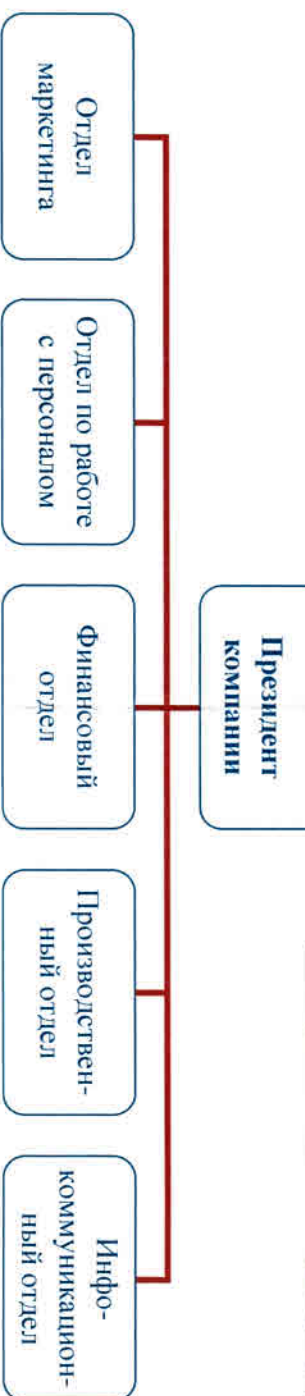 Президент
компании
Отдел
маркетинга
Отдел по работе
с персоналом
Финансовый
отдел
Производствен-
ный отдел
Инфо-
коммуникацион-
ный отдел